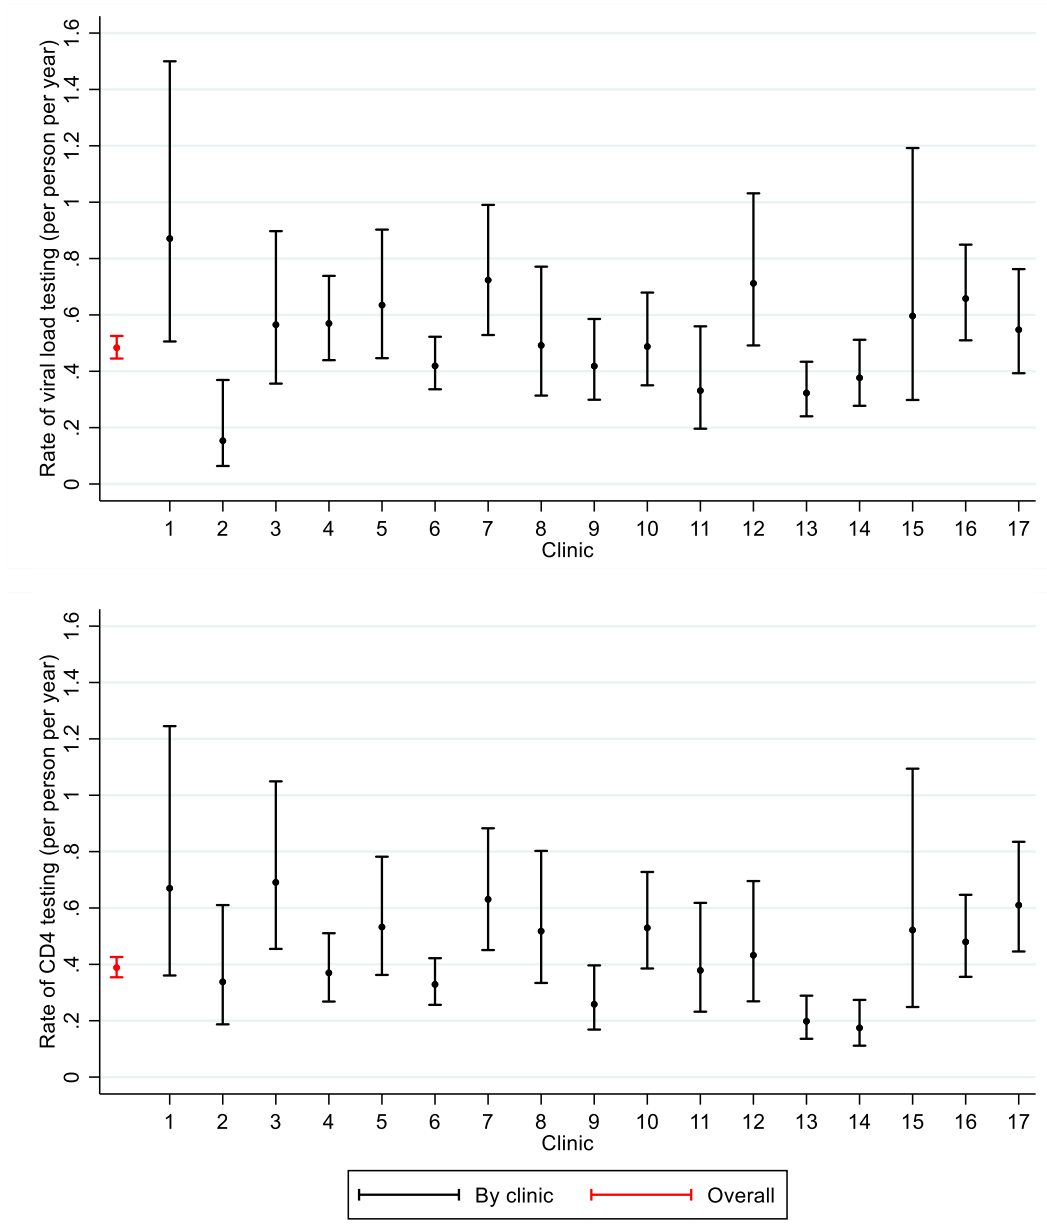 Rate of viral load testing (per person per year)
1.6
1.4
1.2
1
.8
.6
.4
.2
0
1 2 3 4 5 6 7 8 9 10 11 12 13 14 15 16 17
Clinic
Rate of CD4 testing (per person per year)
1.6
1.4
1.2
1
.8
.6
.4
.2
0
1 2 3 4 5 6 7 8 9 10 11 12 13 14 15 16 17
Clinic
By clinic Overall